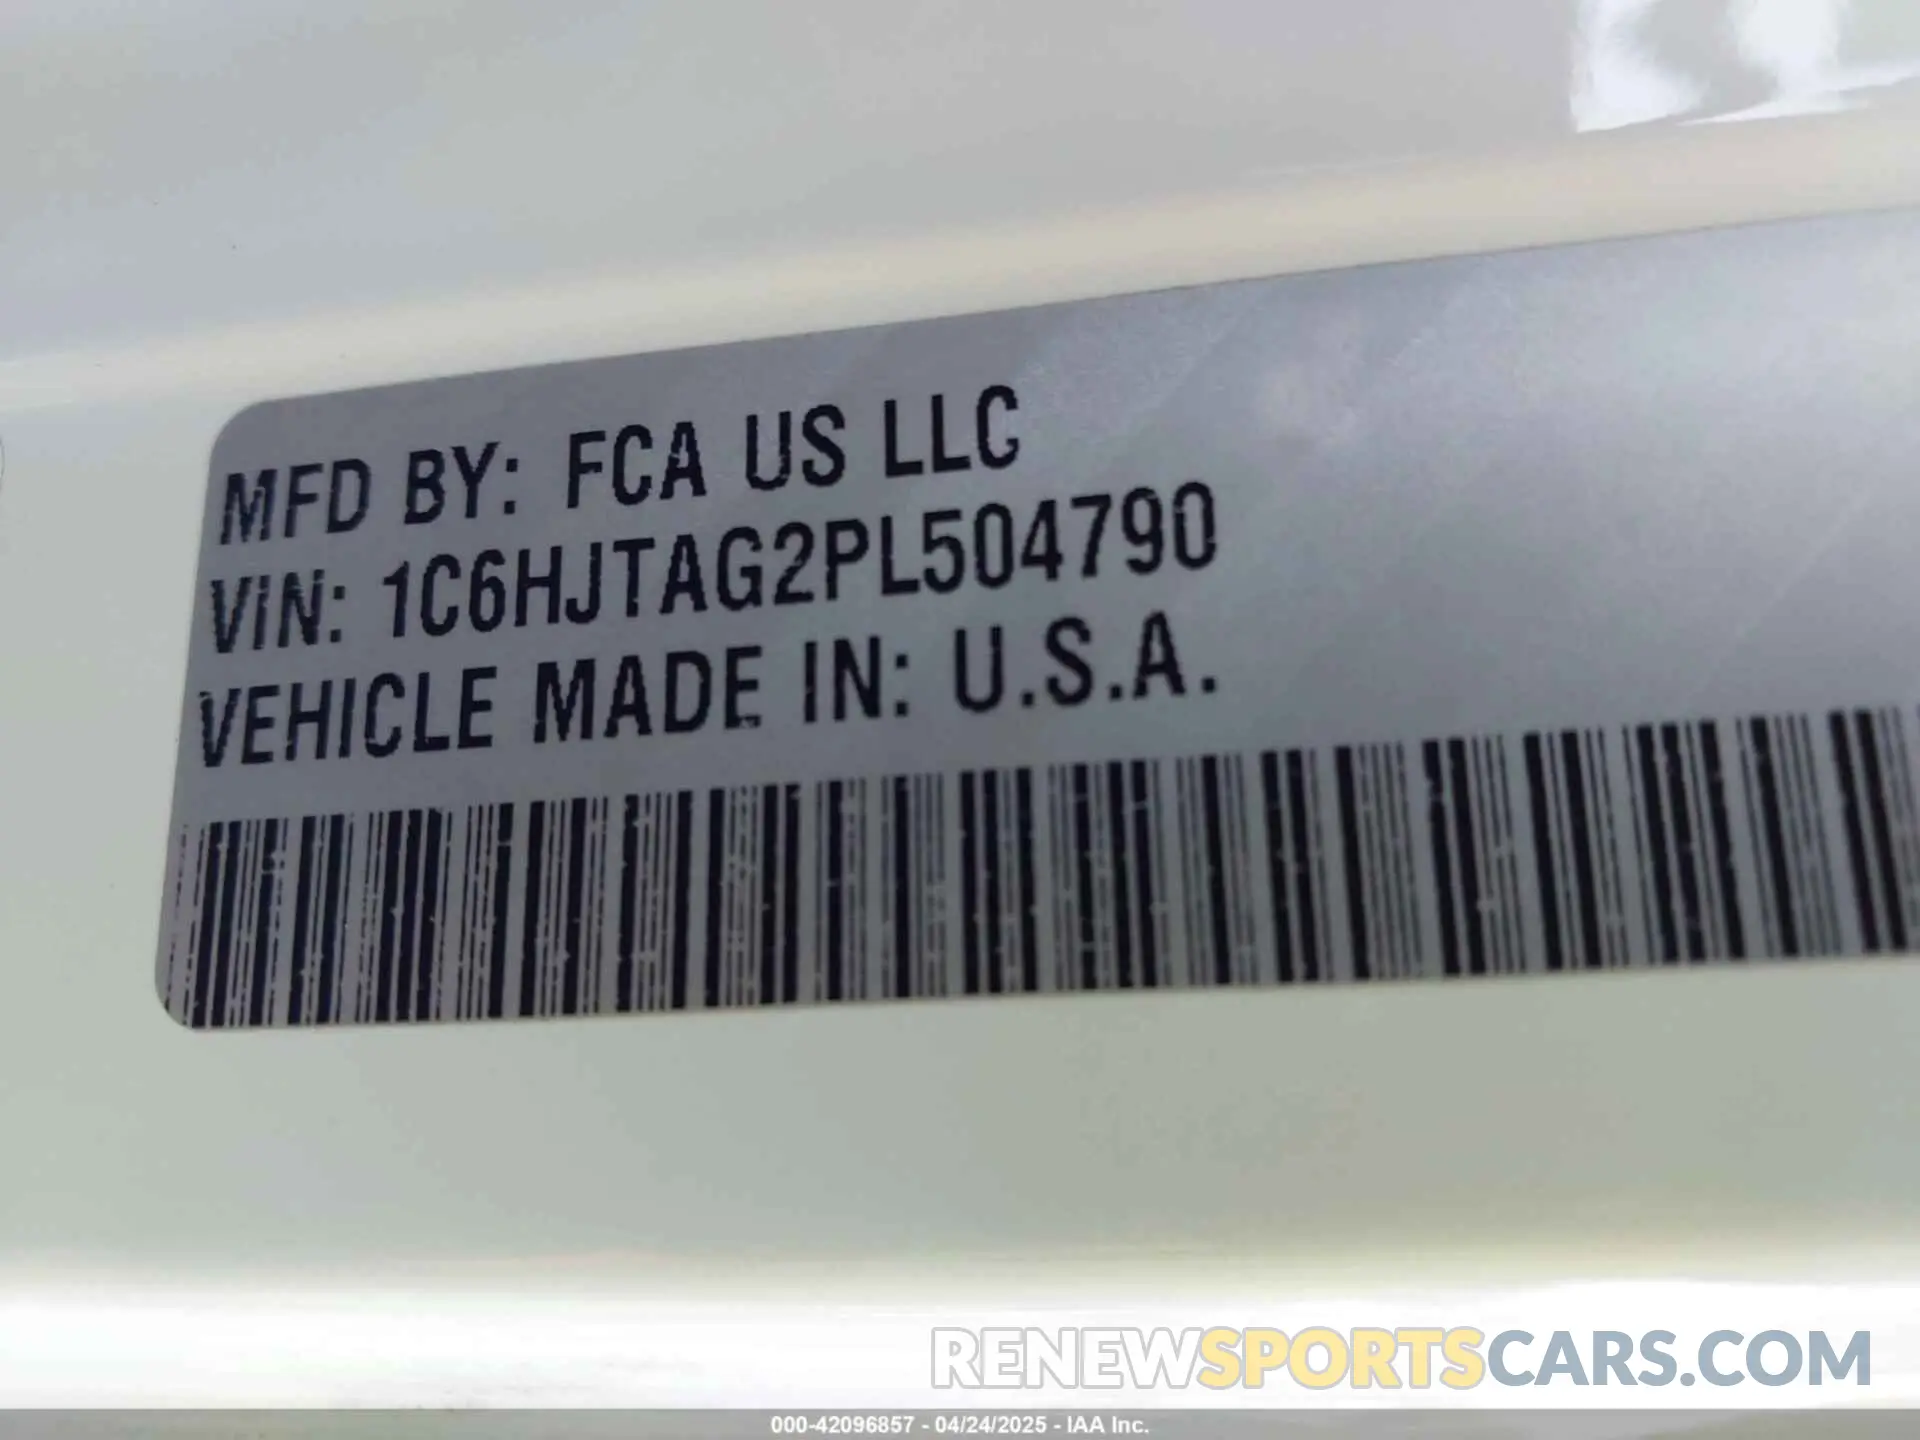 MFD BY: FCA US LLC
VIN: 1C6HJTAG2PL504790
VEHICLE MADE IN: U.S.A.
RENEWSPORTSCARS.COM
000-42096857 - 04/24/2025 - IAA Inc.